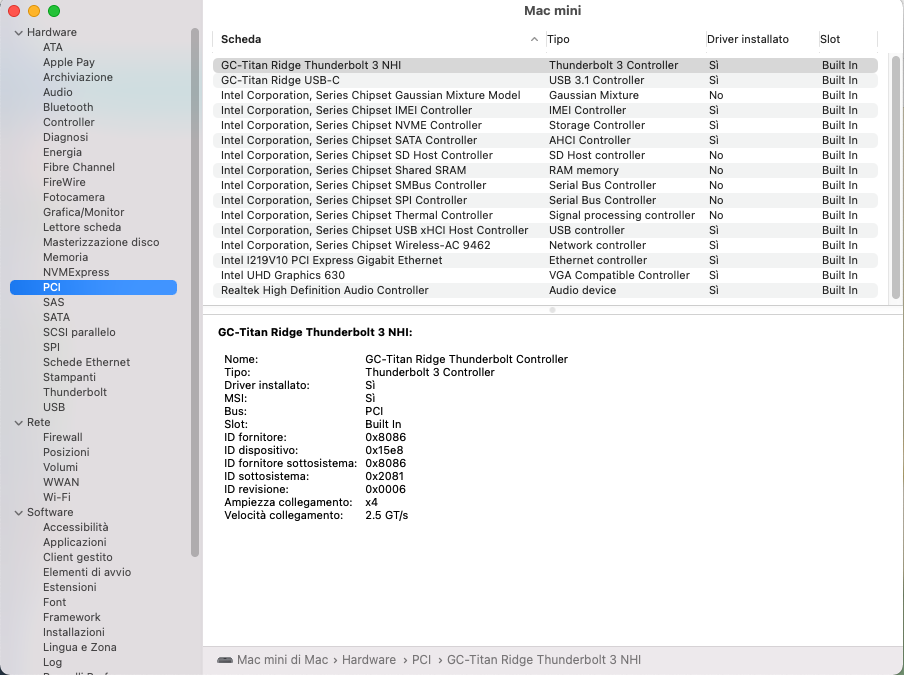 Mac mini
Hardware
ATA
Apple Pay
Archiviazione
Audio
Bluetooth
Controller
Diagnosi
Energia
Fibre Channel
FireWire
Fotocamera
Grafica/Monitor
Lettore scheda
Masterizzazione disco
Memoria
NVMExpress
PCI
SAS
SATA
SCSI parallelo
SPI
Schede Ethernet
Stampanti
Thunderbolt
USB
Rete
Firewall
Posizioni
Volumi
WWAN
Wi-Fi
Software
Accessibilità
Applicazioni
Client gestito
Elementi di avvio
Estensioni
Font
Framework
Installazioni
Lingua e Zona
Log
Scheda Tipo Driver installato Slot
GC-Titan Ridge Thunderbolt 3 NHI Thunderbolt 3 Controller Sì Built In
GC-Titan Ridge USB-C USB 3.1 Controller Sì Built In
Intel Corporation, Series Chipset Gaussian Mixture Model Gaussian Mixture No Built In
Intel Corporation, Series Chipset IMEI Controller IMEI Controller Sì Built In
Intel Corporation, Series Chipset NVME Controller Storage Controller Sì Built In
Intel Corporation, Series Chipset SATA Controller AHCI Controller Sì Built In
Intel Corporation, Series Chipset SD Host Controller SD Host controller No Built In
Intel Corporation, Series Chipset Shared SRAM RAM memory No Built In
Intel Corporation, Series Chipset SMBus Controller Serial Bus Controller No Built In
Intel Corporation, Series Chipset SPI Controller Serial Bus Controller No Built In
Intel Corporation, Series Chipset Thermal Controller Signal processing controller No Built In
Intel Corporation, Series Chipset USB xHCI Host Controller USB controller Sì Built In
Intel Corporation, Series Chipset Wireless-AC 9462 Network controller Sì Built In
Intel I219V10 PCI Express Gigabit Ethernet Ethernet controller Sì Built In
Intel UHD Graphics 630 VGA Compatible Controller Sì Built In
Realtek High Definition Audio Controller Audio device Sì Built In
GC-Titan Ridge Thunderbolt 3 NHI:
Nome: GC-Titan Ridge Thunderbolt Controller
Tipo: Thunderbolt 3 Controller
Driver installato: Sì
MSI: Sì
Bus: PCI
Slot: Built In
ID fornitore: 0x8086
ID dispositivo: 0x15e8
ID fornitore sottosistema: 0x8086
ID sottosistema: 0x2081
ID revisione: 0x0006
Ampiezza collegamento: x4
Velocità collegamento: 2.5 GT/s
Mac mini di Mac › Hardware › PCI › GC-Titan Ridge Thunderbolt 3 NHI